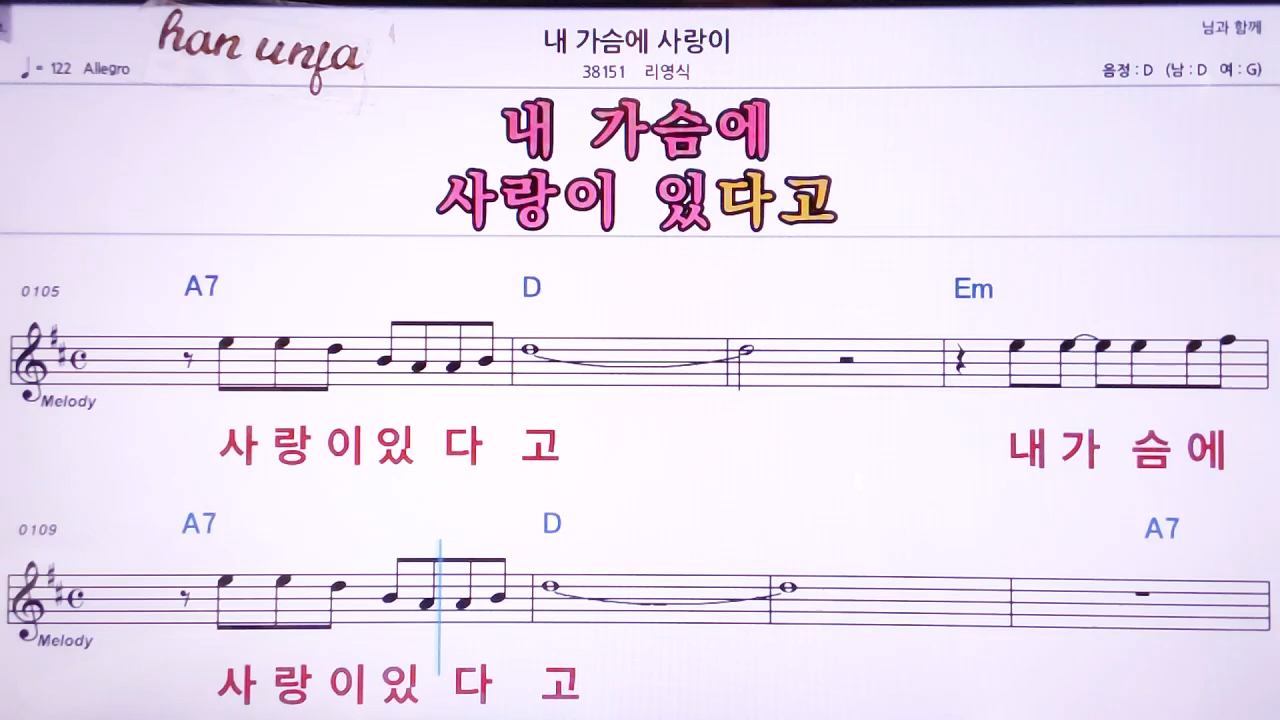 han unfa
내 가슴에 사랑이
님과 함께
♩= 122 Allegro
38151 리영식
음정 : D (남 : D 여 : G)
내 가슴에
사랑이 있다고
0105 A7 D Em
Melody
사 랑 이 있 다 고 내 가 슴 에
0109 A7 D A7
Melody
사 랑 이 있 다 고